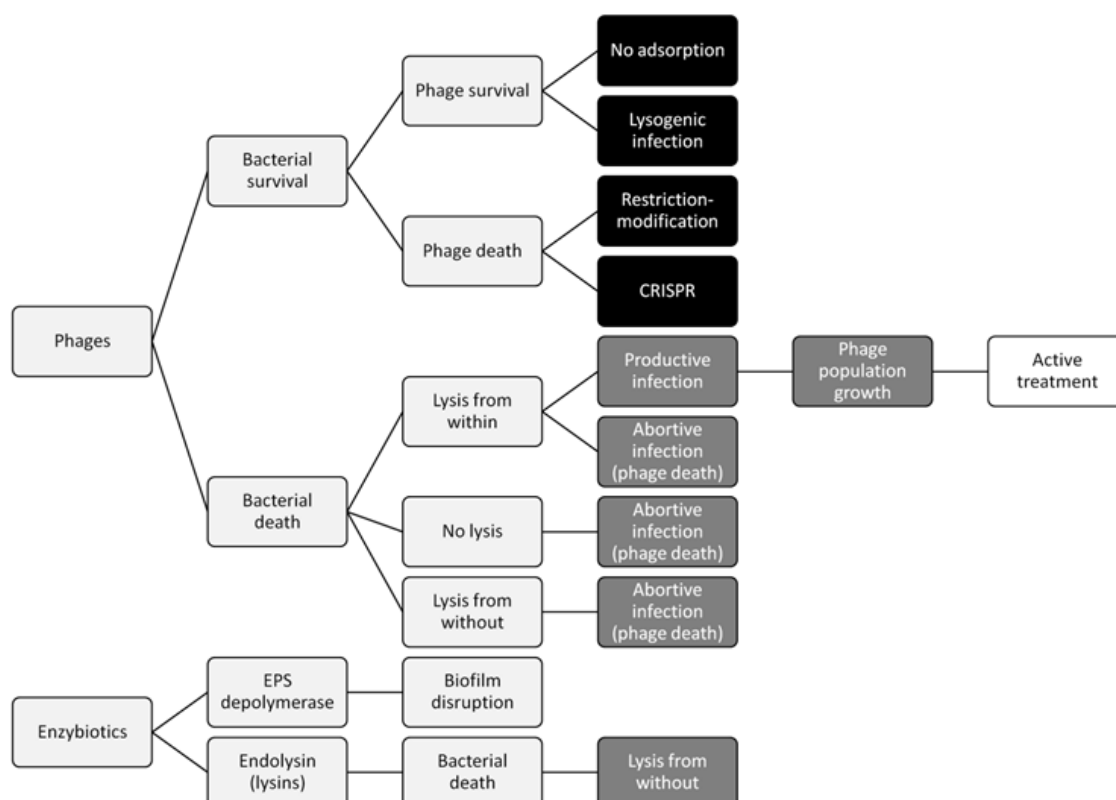 No adsorption
Phage survival
Lysogenic
infection
Bacterial
survival
Restriction-
modification
Phage death
CRISPR
Phages
Productive
infection
Phage
population
growth
Active
treatment
Lysis from
within
Abortive
infection
(phage death)
Bacterial
death
No lysis
Abortive
infection
(phage death)
Lysis from
without
Abortive
infection
(phage death)
EPS
depolymerase
Biofilm
disruption
Enzybiotics
Endolysin
(lysins)
Bacterial
death
Lysis from
without